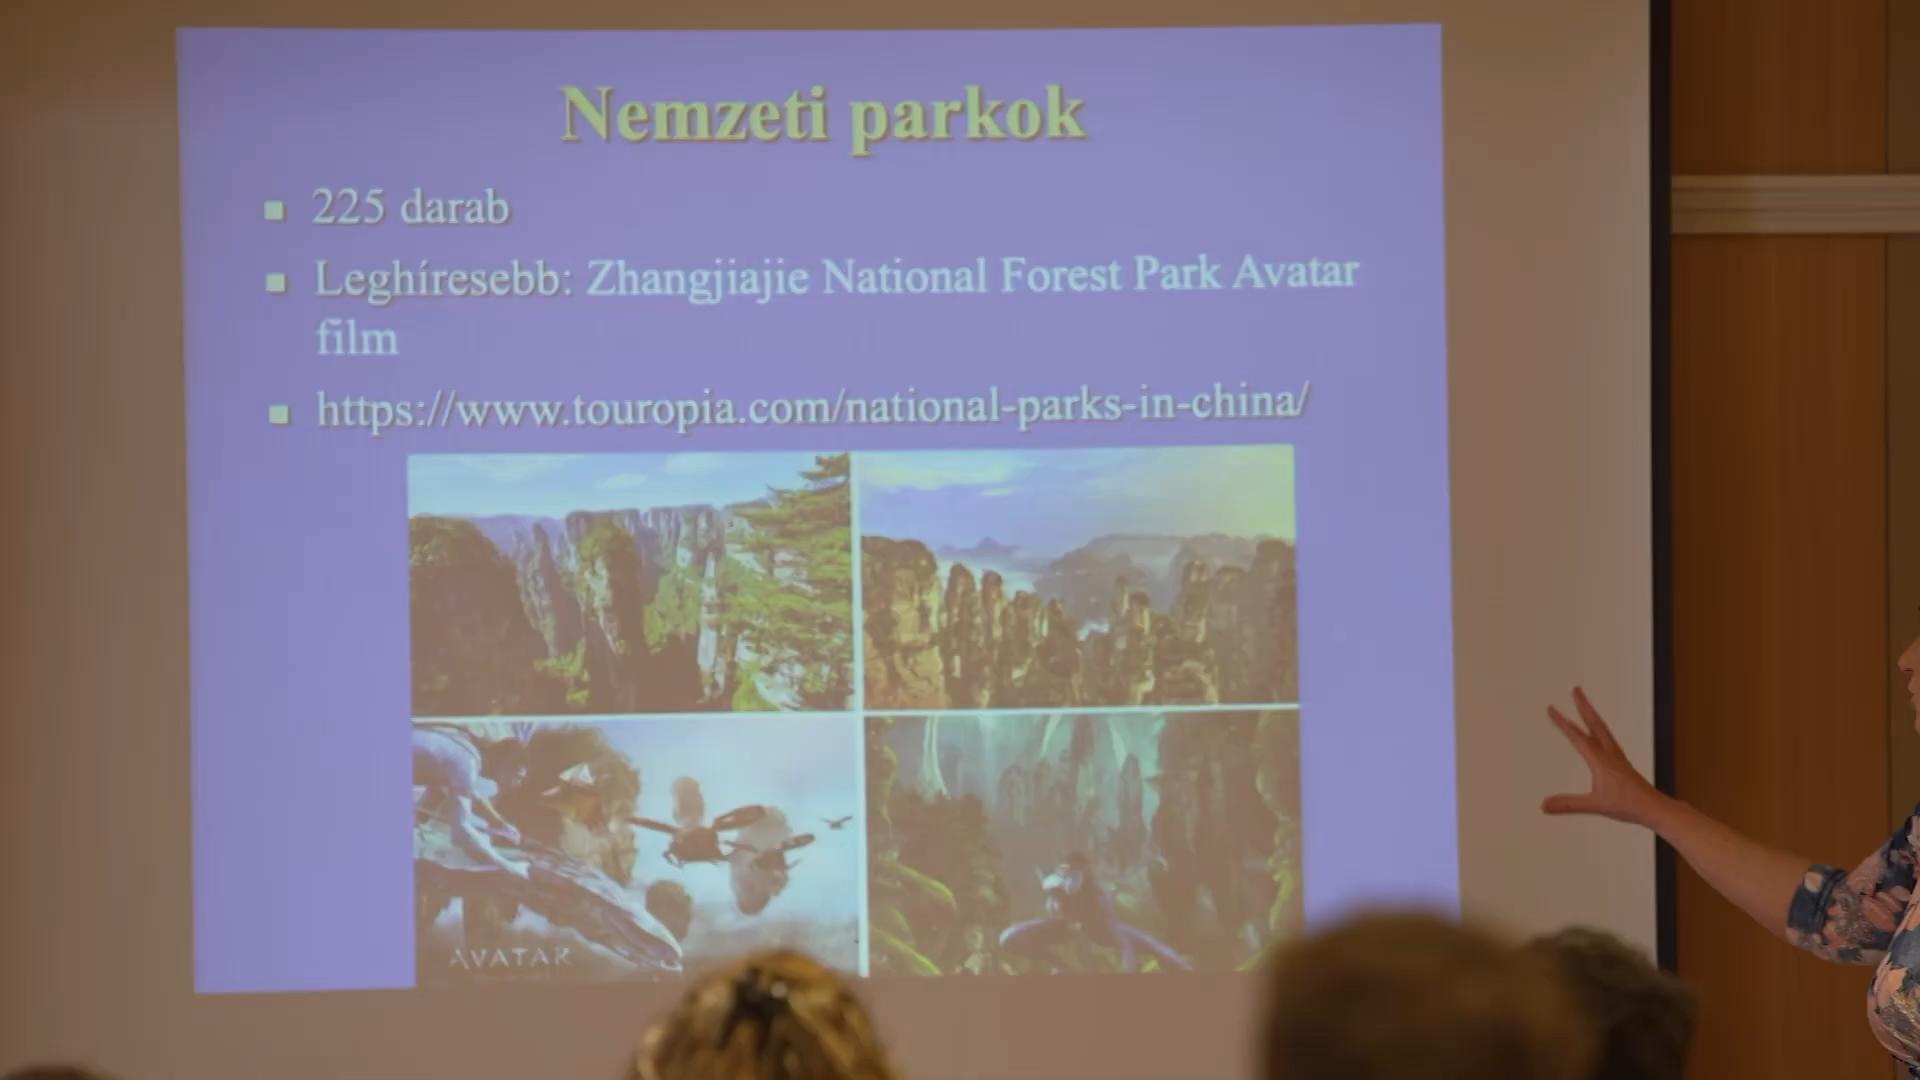 Nemzeti parkok
225 darab
Leghíresebb: Zhangjiajie National Forest Park Avatar
film
https://www.touropia.com/national-parks-in-china/
AVATAR